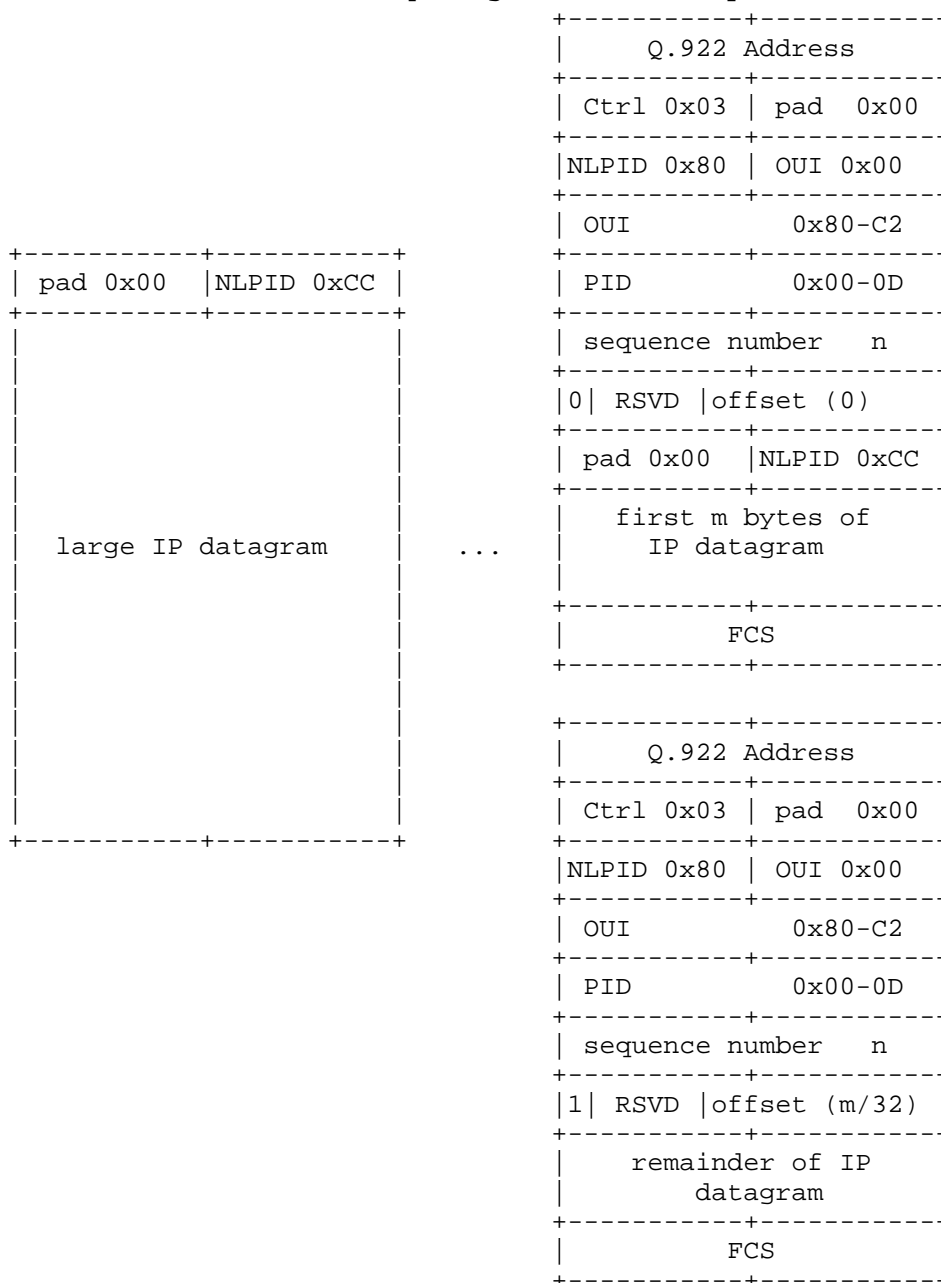 pad 0x00 |NLPID 0xCC
large IP datagram
...
Q.922 Address
Ctrl 0x03 | pad 0x00
NLPID 0x80 | OUI 0x00
OUI 0x80-C2
PID 0x00-0D
sequence number n
|0| RSVD |offset (0)
pad 0x00 |NLPID 0xCC
first m bytes of
IP datagram
FCS
Q.922 Address
Ctrl 0x03 | pad 0x00
NLPID 0x80 | OUI 0x00
OUI 0x80-C2
PID 0x00-0D
sequence number n
|1| RSVD |offset (m/32)
remainder of IP
datagram
FCS